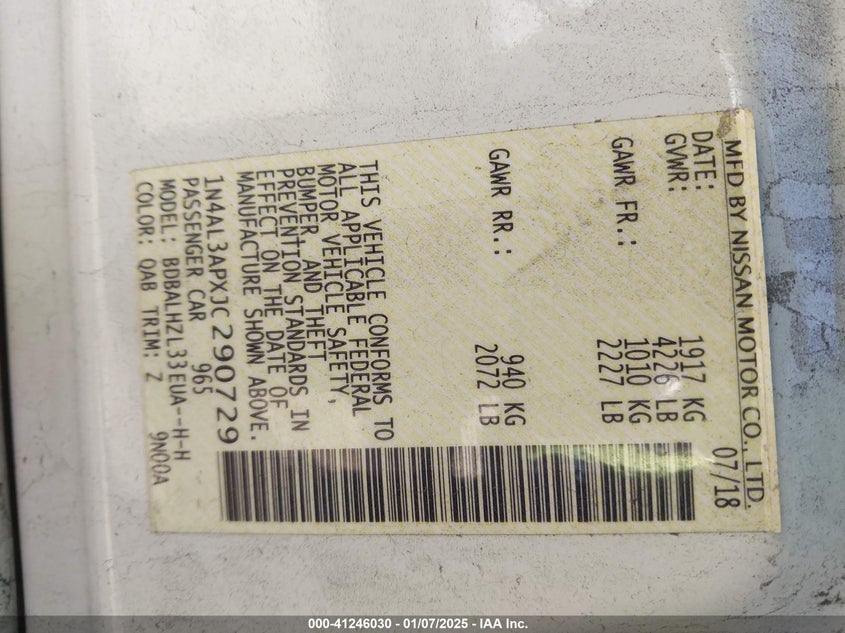 MFD BY NISSAN MOTOR CO., LTD.
DATE: 07/18
GVWR: 1917 KG
4226 LB
GAWR FR.: 1010 KG
2227 LB
GAWR RR.: 940 KG
2072 LB
THIS VEHICLE CONFORMS TO
ALL APPLICABLE FEDERAL
MOTOR VEHICLE SAFETY,
BUMPER, AND THEFT
PREVENTION STANDARDS IN
EFFECT ON THE DATE OF
MANUFACTURE SHOWN ABOVE.
1N4AL3APXJC290729
PASSENGER CAR 965
MODEL: BDBALHZL33EUA--H-H
COLOR: QAB TRIM: Z 9N00A
000-41246030 - 01/07/2025 - IAA Inc.